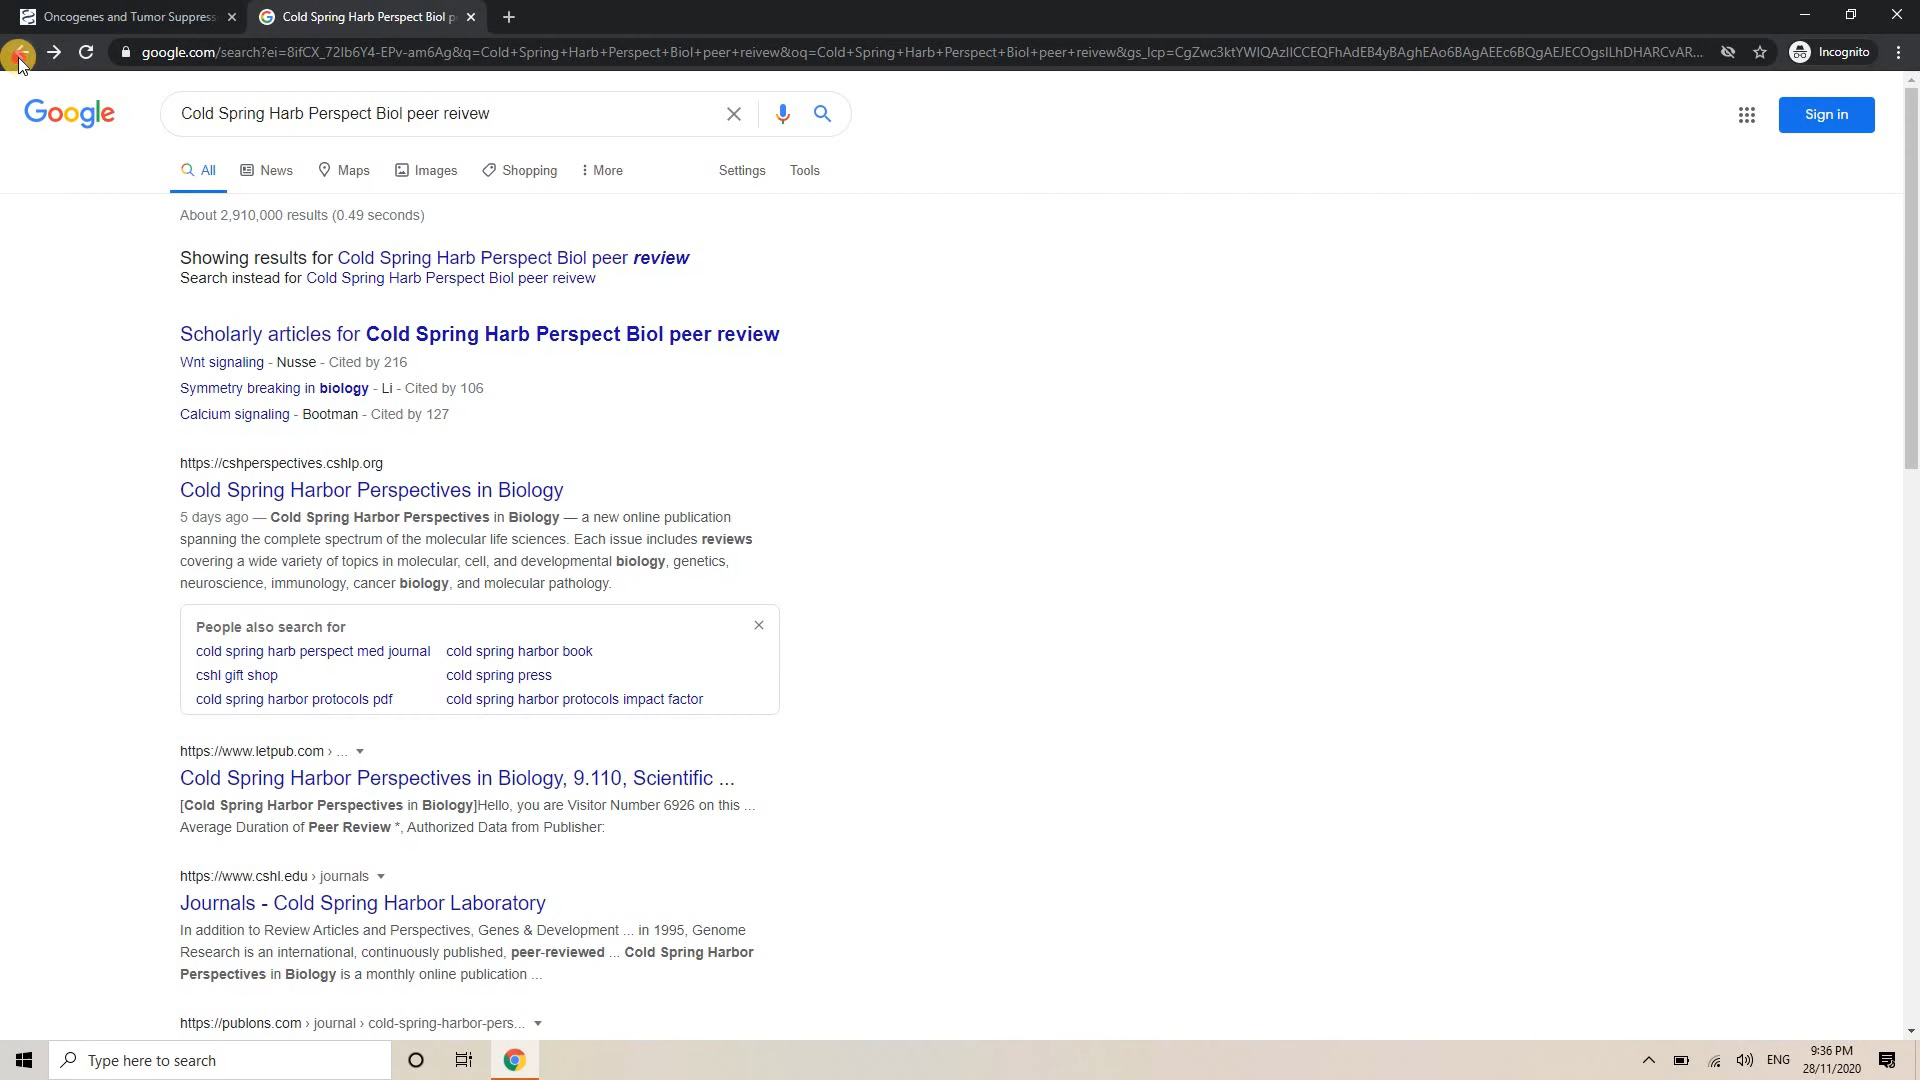 Oncogenes and Tumor Suppress
Cold Spring Harb Perspect Biol p
google.com/search?ei=8ifCX_72Ib6Y4-EPv-am6Ag&q=Cold+Spring+Harb+Perspect+Biol+peer+reivew&oq=Cold+Spring+Harb+Perspect+Biol+peer+reivew&gs_lcp=CgZwc3ktYWIQAzIICCEQFhAdEB4yBAghEAo6BAgAEEc6BQgAEJECOgsILhDHARCvAR...
Incognito
Google
Cold Spring Harb Perspect Biol peer reivew
Sign in
All
News
Maps
Images
Shopping
More
Settings
Tools
About 2,910,000 results (0.49 seconds)
Showing results for Cold Spring Harb Perspect Biol peer review
Search instead for Cold Spring Harb Perspect Biol peer reivew
Scholarly articles for Cold Spring Harb Perspect Biol peer review
Wnt signaling - Nusse - Cited by 216
Symmetry breaking in biology - Li - Cited by 106
Calcium signaling - Bootman - Cited by 127
https://cshperspectives.cshlp.org
Cold Spring Harbor Perspectives in Biology
5 days ago — Cold Spring Harbor Perspectives in Biology — a new online publication
spanning the complete spectrum of the molecular life sciences. Each issue includes reviews
covering a wide variety of topics in molecular, cell, and developmental biology, genetics,
neuroscience, immunology, cancer biology, and molecular pathology.
People also search for
cold spring harb perspect med journal
cold spring harbor book
cshl gift shop
cold spring press
cold spring harbor protocols pdf
cold spring harbor protocols impact factor
https://www.letpub.com › ...
Cold Spring Harbor Perspectives in Biology, 9.110, Scientific ...
[Cold Spring Harbor Perspectives in Biology]Hello, you are Visitor Number 6926 on this ...
Average Duration of Peer Review *, Authorized Data from Publisher:
https://www.cshl.edu › journals
Journals - Cold Spring Harbor Laboratory
In addition to Review Articles and Perspectives, Genes & Development ... in 1995, Genome
Research is an international, continuously published, peer-reviewed ... Cold Spring Harbor
Perspectives in Biology is a monthly online publication ...
https://publons.com › journal › cold-spring-harbor-pers...
Type here to search
ENG
9:36 PM
28/11/2020